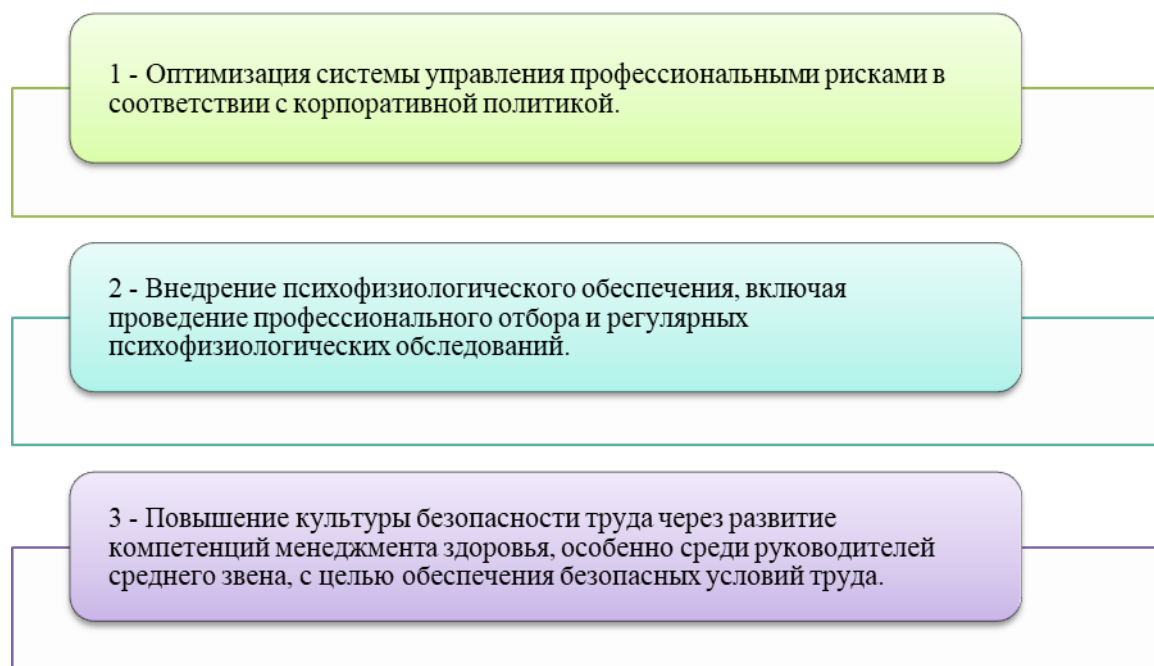 1 - Оптимизация системы управления профессиональными рисками в
соответствии с корпоративной политикой.
2 - Внедрение психофизиологического обеспечения, включая
проведение профессионального отбора и регулярных
психофизиологических обследований.
3 - Повышение культуры безопасности труда через развитие
компетенций менеджмента здоровья, особенно среди руководителей
среднего звена, с целью обеспечения безопасных условий труда.